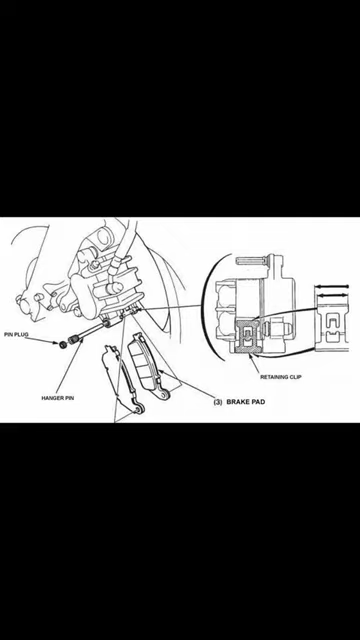 PIN PLUG
HANGER PIN
RETAINING CLIP
(3) BRAKE PAD